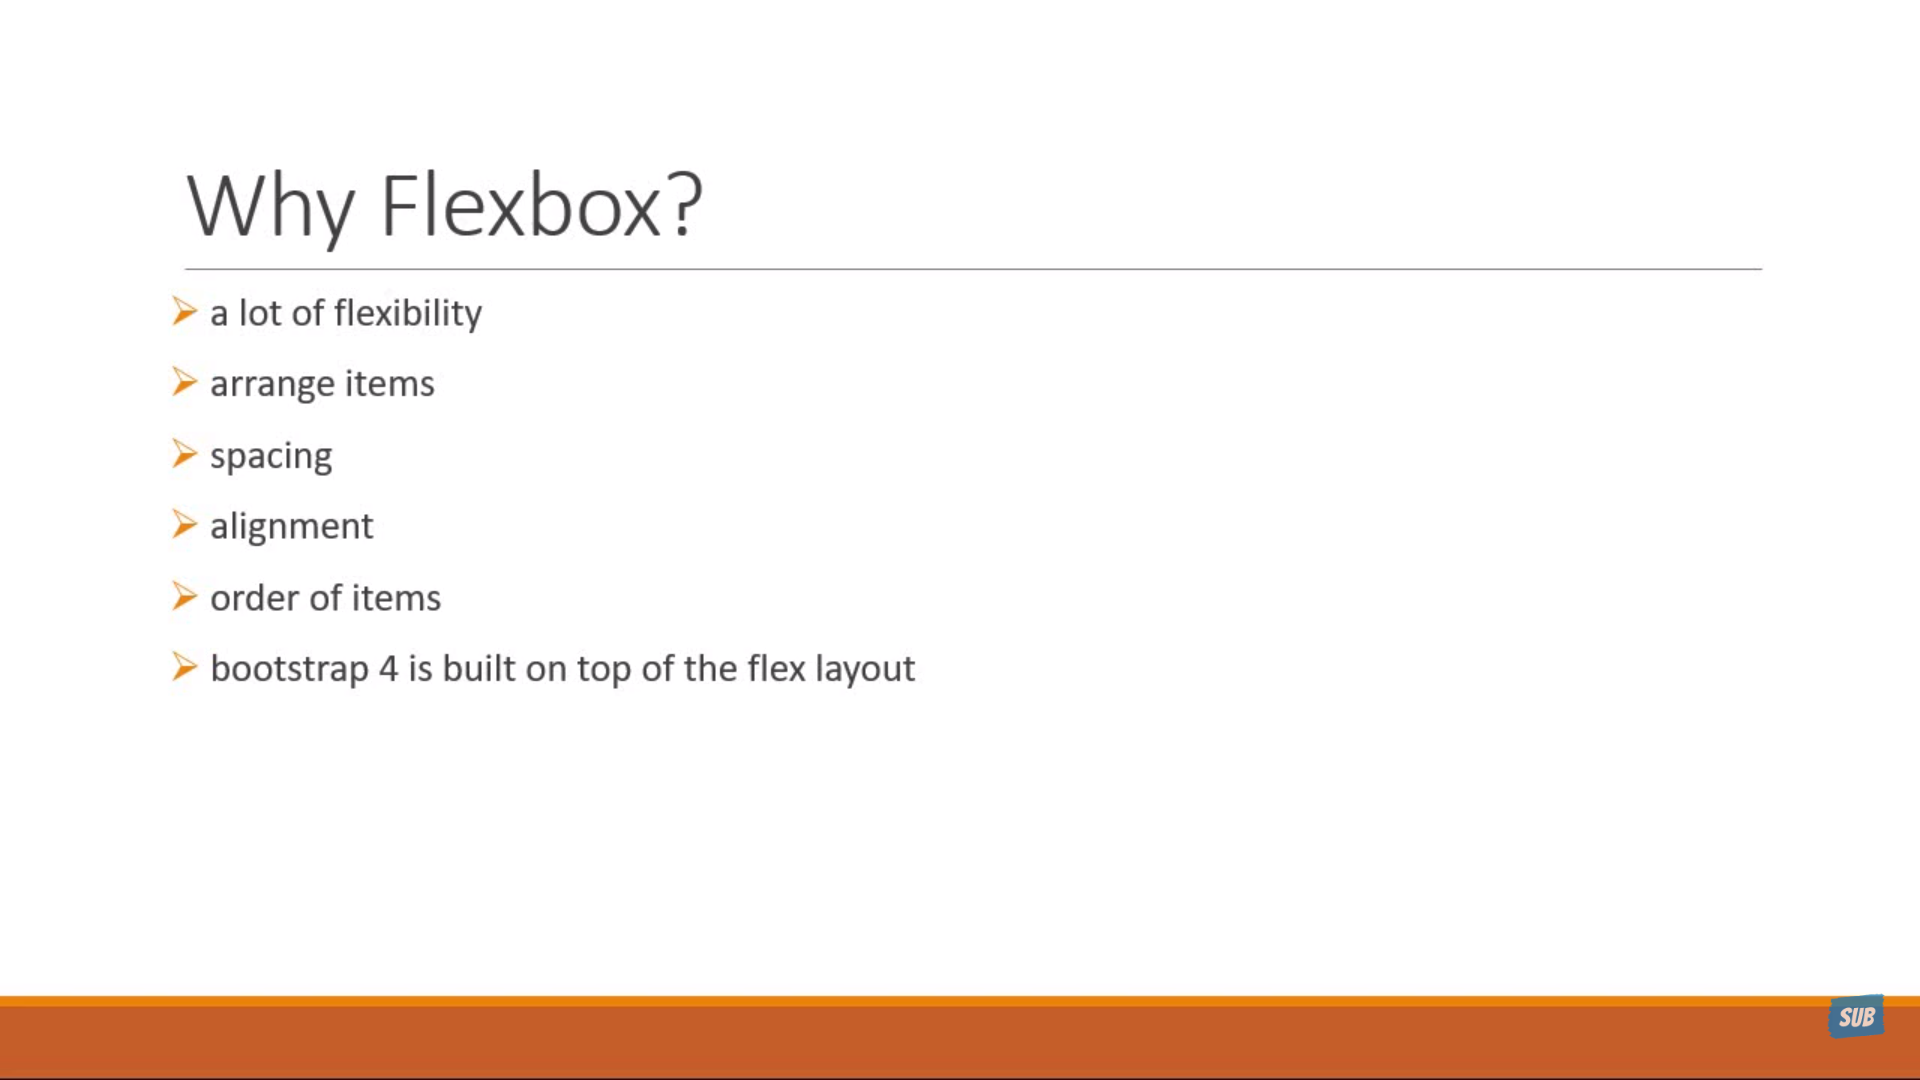 Why Flexbox?
a lot of flexibility
arrange items
spacing
alignment
order of items
bootstrap 4 is built on top of the flex layout
SUB